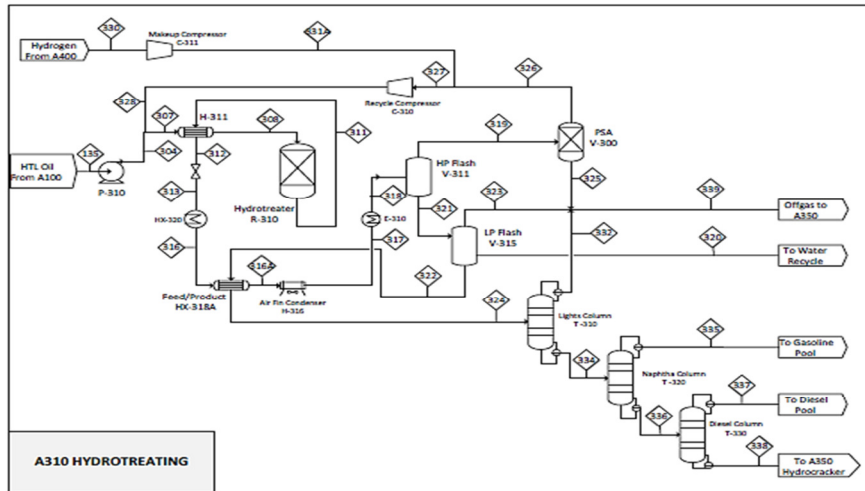 330
331A
Hydrogen
From A400
Makeup Compressor
C-311
327
326
328
Recycle Compressor
C-310
307
H-311
308
311
319
PSA
V-300
135
304
312
HTL Oil
From A100
P-310
313
HP Flash
V-311
325
318
321
323
339
Offgas to
A350
Hydrotreater
R-310
HX-320
E-310
LP Flash
V-315
332
320
To Water
Recycle
316
317
316A
322
324
Feed/Product
HX-318A
Air Fin Condenser
H-316
Lights Column
T-310
334
335
To Gasoline
Pool
Naphtha Column
T-320
337
To Diesel
Pool
336
Diesel Column
T-330
338
To A350
Hydrocracker
A310 HYDROTREATING